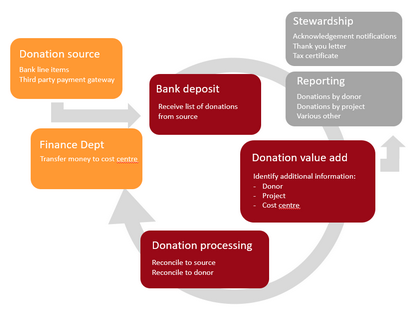 Stewardship
Acknowledgement notifications
Thank you letter
Tax certificate
Donation source
Bank line items
Third party payment gateway
Reporting
Donations by donor
Donations by project
Various other
Bank deposit
Receive list of donations
from source
Finance Dept
Transfer money to cost centre
Donation value add
Identify additional information:
- Donor
- Project
- Cost centre
Donation processing
Reconcile to source
Reconcile to donor